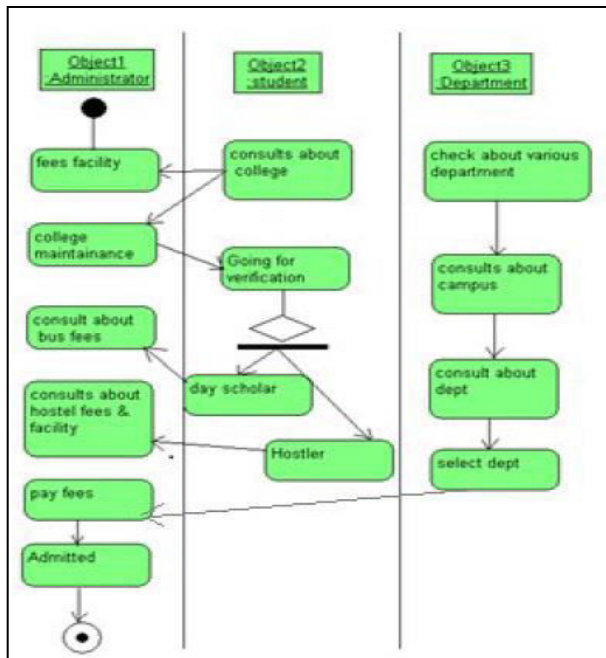 Object1
:Administrator
Object2
:student
Object3
:Department
fees facility
consults about
college
check about various
department
college
maintainance
Going for
verification
consults about
campus
consult about
bus fees
day scholar
consult about
dept
consults about
hostel fees &
facility
Hostler
select dept
pay fees
Admitted